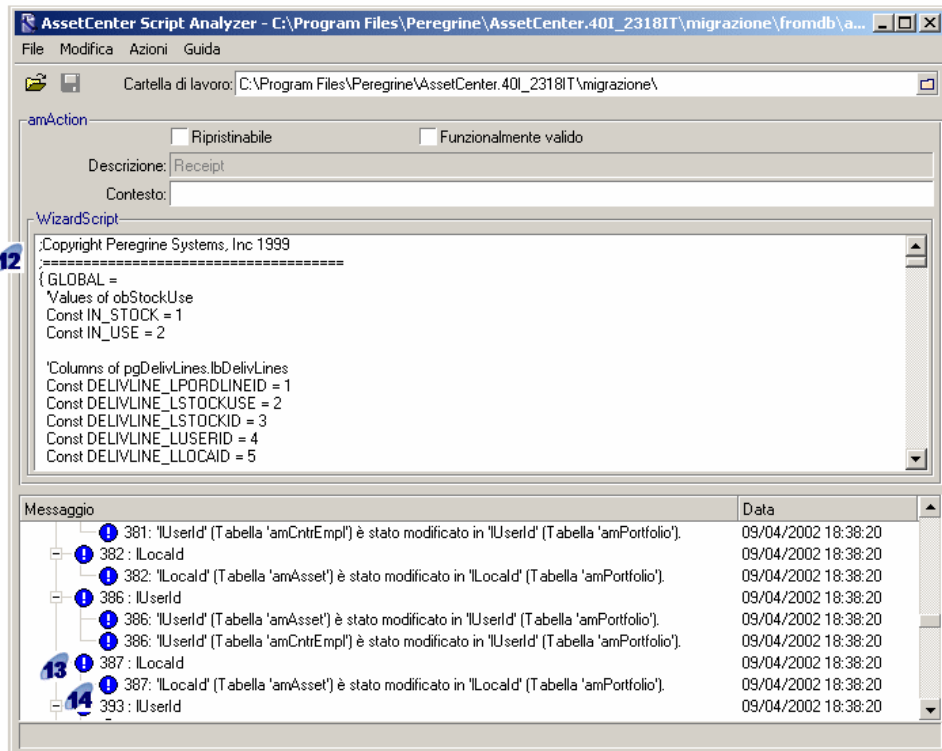 AssetCenter Script Analyzer - C:\Program Files\Peregrine\AssetCenter.40I_2318IT\migrazione\fromdb\a...
File Modifica Azioni Guida
Cartella di lavoro: C:\Program Files\Peregrine\AssetCenter.40I_2318IT\migrazione\
amAction
Ripristinabile Funzionalmente valido
Descrizione: Receipt
Contesto:
WizardScript
12
;Copyright Peregrine Systems, Inc 1999
;=====================================
{ GLOBAL =
'Values of obStockUse
Const IN_STOCK = 1
Const IN_USE = 2
'Columns of pgDelivLines.lbDelivLines
Const DELIVLINE_LPORDLINEID = 1
Const DELIVLINE_LSTOCKUSE = 2
Const DELIVLINE_LSTOCKID = 3
Const DELIVLINE_LUSERID = 4
Const DELIVLINE_LLOCAID = 5
Messaggio Data
381: 'lUserId' (Tabella 'amCntrEmpl') è stato modificato in 'lUserId' (Tabella 'amPortfolio'). 09/04/2002 18:38:20
382 : lLocaId 09/04/2002 18:38:20
382: 'lLocaId' (Tabella 'amAsset') è stato modificato in 'lLocaId' (Tabella 'amPortfolio'). 09/04/2002 18:38:20
386 : lUserId 09/04/2002 18:38:20
386: 'lUserId' (Tabella 'amAsset') è stato modificato in 'lUserId' (Tabella 'amPortfolio'). 09/04/2002 18:38:20
386: 'lUserId' (Tabella 'amCntrEmpl') è stato modificato in 'lUserId' (Tabella 'amPortfolio'). 09/04/2002 18:38:20
13 387 : lLocaId 09/04/2002 18:38:20
387: 'lLocaId' (Tabella 'amAsset') è stato modificato in 'lLocaId' (Tabella 'amPortfolio'). 09/04/2002 18:38:20
14 393 : lUserId 09/04/2002 18:38:20